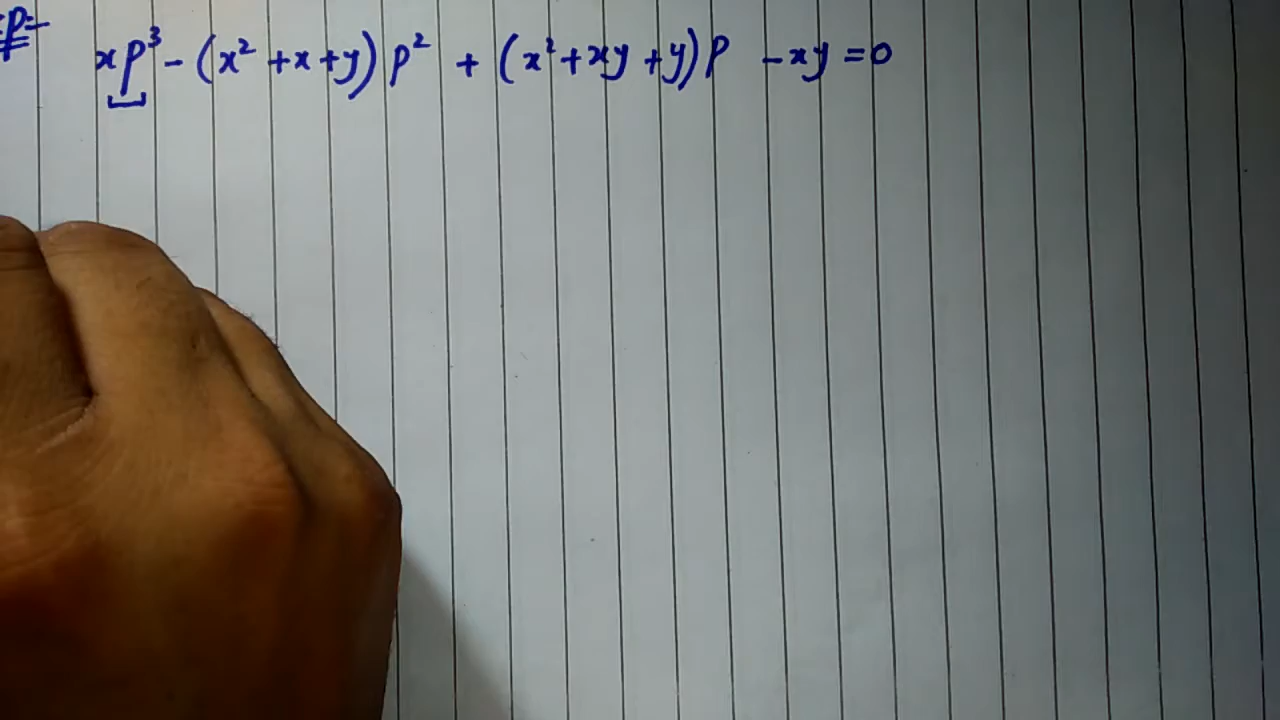 xp³ - (x² + x + y) p² + (x² + xy + y) p - xy = 0